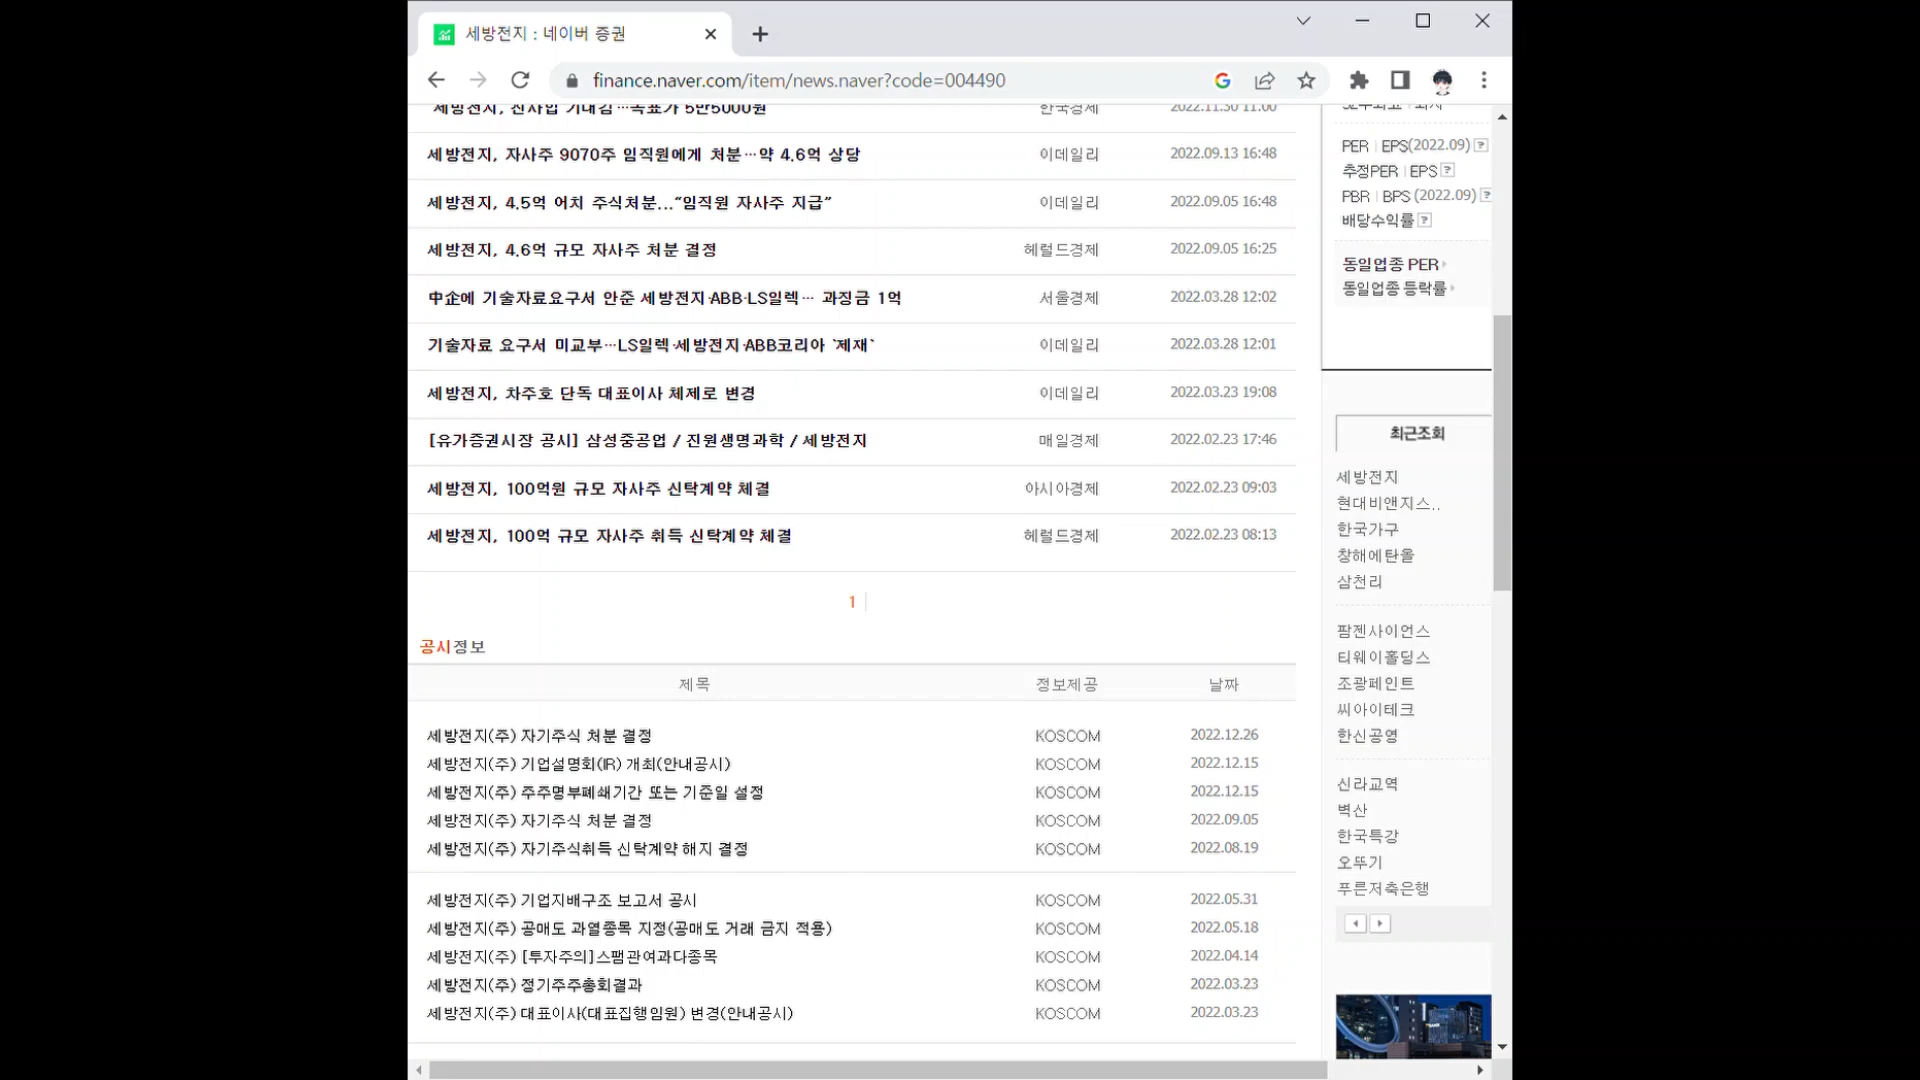 세방전지 : 네이버 증권
finance.naver.com/item/news.naver?code=004490
세방전지, 신사업 기대감…목표가 5만5000원 한국경제 2022.11.30 11:00
세방전지, 자사주 9070주 임직원에게 처분…약 4.6억 상당 이데일리 2022.09.13 16:48
세방전지, 4.5억 어치 주식처분..."임직원 자사주 지급" 이데일리 2022.09.05 16:48
세방전지, 4.6억 규모 자사주 처분 결정 헤럴드경제 2022.09.05 16:25
中企에 기술자료요구서 안준 세방전지·ABB·LS일렉… 과징금 1억 서울경제 2022.03.28 12:02
기술자료 요구서 미교부…LS일렉·세방전지·ABB코리아 `제재` 이데일리 2022.03.28 12:01
세방전지, 차주호 단독 대표이사 체제로 변경 이데일리 2022.03.23 19:08
[유가증권시장 공시] 삼성중공업 / 진원생명과학 / 세방전지 매일경제 2022.02.23 17:46
세방전지, 100억원 규모 자사주 신탁계약 체결 아시아경제 2022.02.23 09:03
세방전지, 100억 규모 자사주 취득 신탁계약 체결 헤럴드경제 2022.02.23 08:13
1
공시정보
제목 정보제공 날짜
세방전지(주) 자기주식 처분 결정 KOSCOM 2022.12.26
세방전지(주) 기업설명회(IR) 개최(안내공시) KOSCOM 2022.12.15
세방전지(주) 주주명부폐쇄기간 또는 기준일 설정 KOSCOM 2022.12.15
세방전지(주) 자기주식 처분 결정 KOSCOM 2022.09.05
세방전지(주) 자기주식취득 신탁계약 해지 결정 KOSCOM 2022.08.19
세방전지(주) 기업지배구조 보고서 공시 KOSCOM 2022.05.31
세방전지(주) 공매도 과열종목 지정(공매도 거래 금지 적용) KOSCOM 2022.05.18
세방전지(주) [투자주의]스팸관여과다종목 KOSCOM 2022.04.14
세방전지(주) 정기주주총회결과 KOSCOM 2022.03.23
세방전지(주) 대표이사(대표집행임원) 변경(안내공시) KOSCOM 2022.03.23
PER | EPS(2022.09) ?
추정PER | EPS ?
PBR | BPS (2022.09) ?
배당수익률 ?
동일업종 PER
동일업종 등락률
최근조회
세방전지
현대비앤지스..
한국가구
창해에탄올
삼천리
팜젠사이언스
티웨이홀딩스
조광페인트
씨아이테크
한신공영
신라교역
벽산
한국특강
오뚜기
푸른저축은행